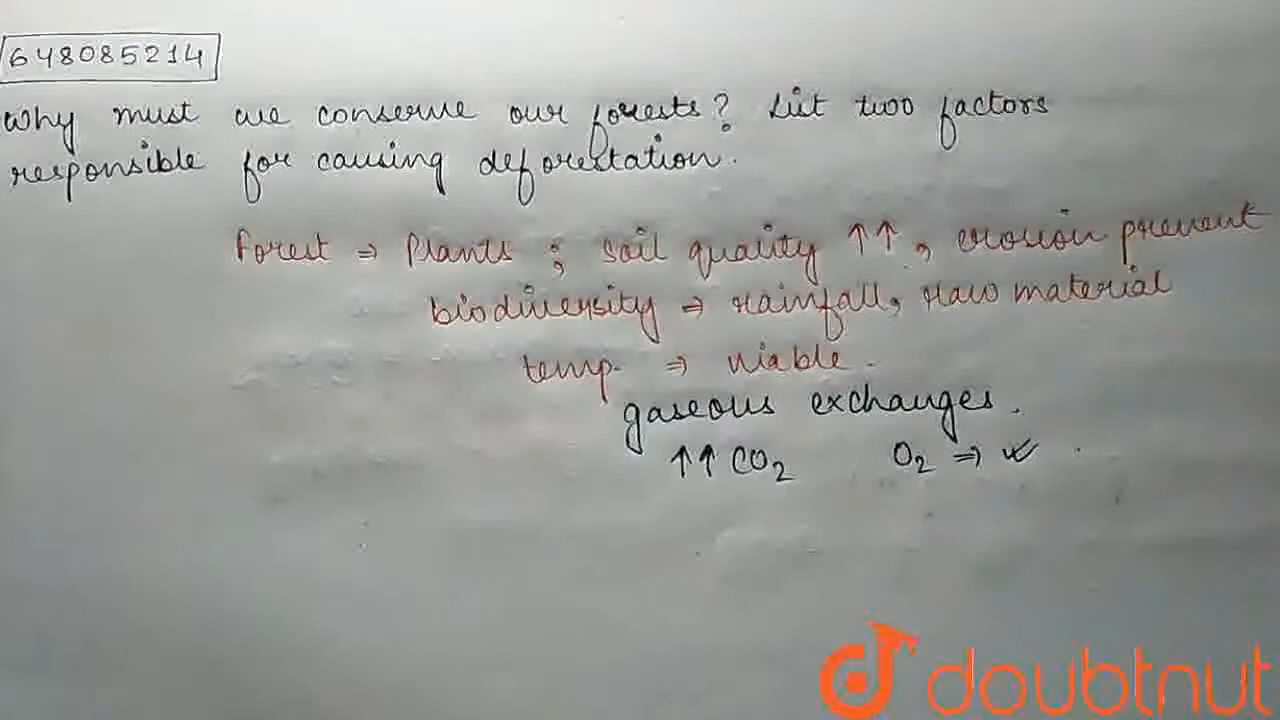 648085214
Why must we conserve our forests? List two factors
responsible for causing deforestation.
Forest ⇒ Plants ; soil quality ↑↑, erosion prevent
biodiversity ⇒ rainfall, raw material
temp. ⇒ viable.
gaseous exchanges.
↑↑ CO2 O2 ⇒
doubtnut